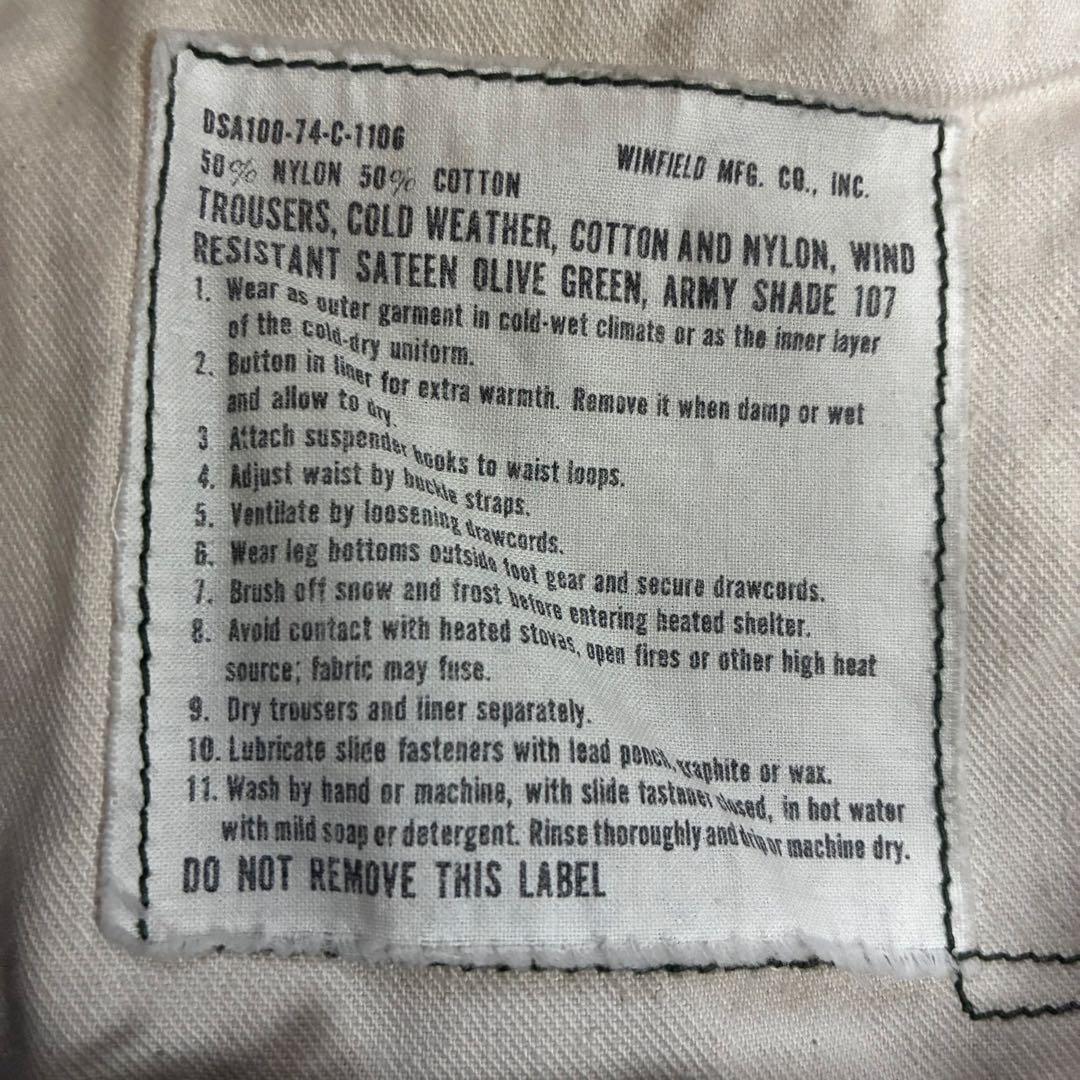 DSA100-74-C-1106
WINFIELD MFG. CO., INC.
50% NYLON 50% COTTON
TROUSERS, COLD WEATHER, COTTON AND NYLON, WIND
RESISTANT SATEEN OLIVE GREEN, ARMY SHADE 107
1. Wear as outer garment in cold-wet climate or as the inner layer
of the cold-dry uniform.
2. Button in liner for extra warmth. Remove it when damp or wet
and allow to dry.
3 Attach suspender hooks to waist loops.
4. Adjust waist by buckle straps.
5. Ventilate by loosening drawcords.
6. Wear leg bottoms outside foot gear and secure drawcords.
7. Brush off snow and frost before entering heated shelter.
8. Avoid contact with heated stoves, open fires or other high heat
source; fabric may fuse.
9. Dry trousers and liner separately.
10. Lubricate slide fasteners with lead pencil, graphite or wax.
11. Wash by hand or machine, with slide fastener closed, in hot water
with mild soap or detergent. Rinse thoroughly and drip or machine dry.
DO NOT REMOVE THIS LABEL